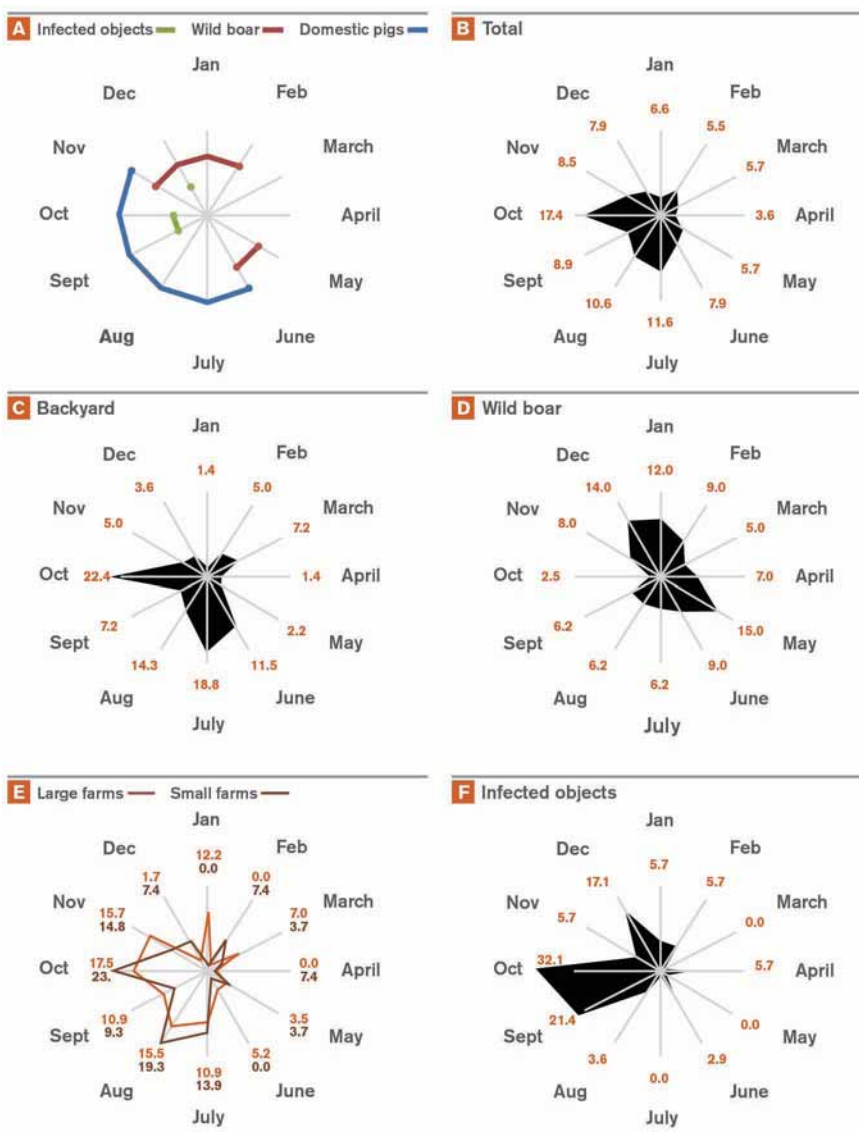 A Infected objects Wild boar Domestic pigs
Jan
Dec Feb
Nov March
Oct April
Sept May
Aug June
July
B Total
Jan
Dec Feb
6.6
7.9 5.5
Nov March
8.5 5.7
Oct 17.4 3.6 April
8.9 5.7
Sept May
10.6 7.9
11.6
Aug June
July
C Backyard
Jan
Dec Feb
1.4
3.6 5.0
Nov March
5.0 7.2
Oct 22.4 1.4 April
7.2 2.2
Sept May
14.3 11.5
18.8
Aug June
July
D Wild boar
Jan
Dec Feb
12.0
14.0 9.0
Nov March
8.0 5.0
Oct 2.5 7.0 April
6.2 15.0
Sept May
6.2 9.0
6.2
Aug June
July
E Large farms Small farms
Jan
Dec Feb
12.2
0.0
1.7 0.0
7.4 7.4
Nov March
15.7 7.0
14.8 3.7
Oct 17.5 0.0 April
23. 7.4
10.9 3.5
9.3 3.7
Sept May
15.5 5.2
19.3 0.0
10.9
13.9
Aug June
July
F Infected objects
Jan
Dec Feb
5.7
17.1 5.7
Nov March
5.7 0.0
Oct 32.1 5.7 April
21.4 0.0
Sept May
3.6 2.9
0.0
Aug June
July